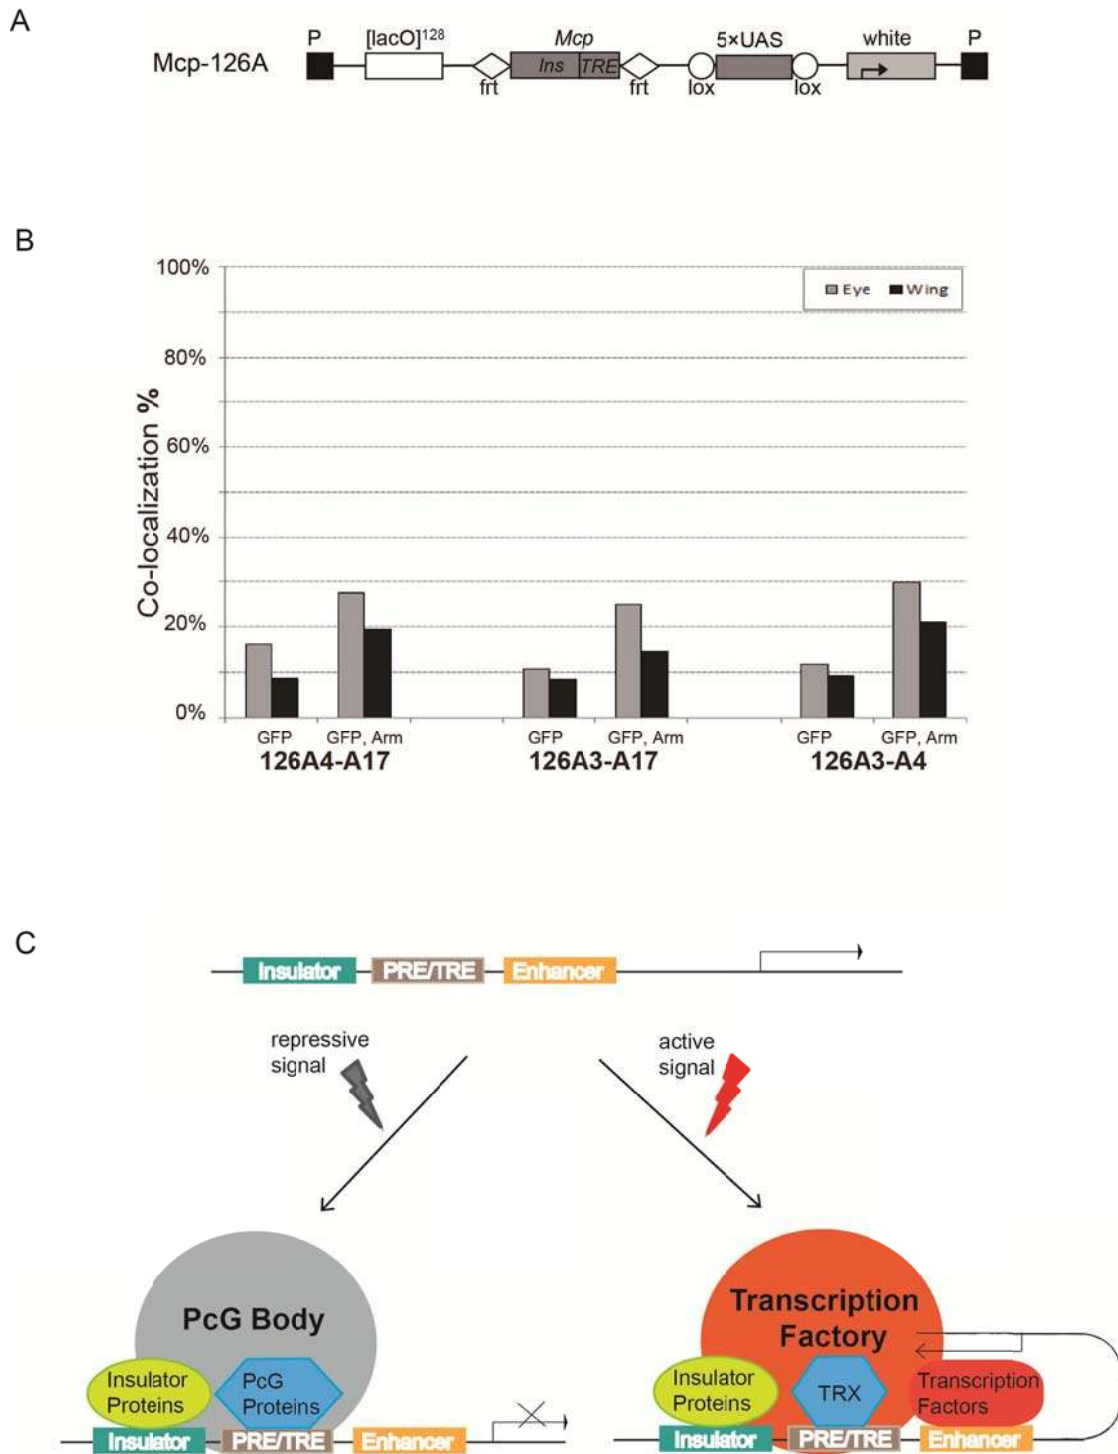 A
P [lacO]128 Mcp 5×UAS white P
Mcp-126A
Ins TRE
frt frt lox lox
B
100%
Eye Wing
80%
60%
40%
20%
0%
Co-localization %
GFP GFP, Arm GFP GFP, Arm GFP GFP, Arm
126A4-A17 126A3-A17 126A3-A4
C
Insulator PRE/TRE Enhancer
repressive
signal
active
signal
PcG Body
Insulator
Proteins
PcG
Proteins
Insulator PRE/TRE Enhancer
Transcription
Factory
Insulator
Proteins
TRX
Transcription
Factors
Insulator PRE/TRE Enhancer